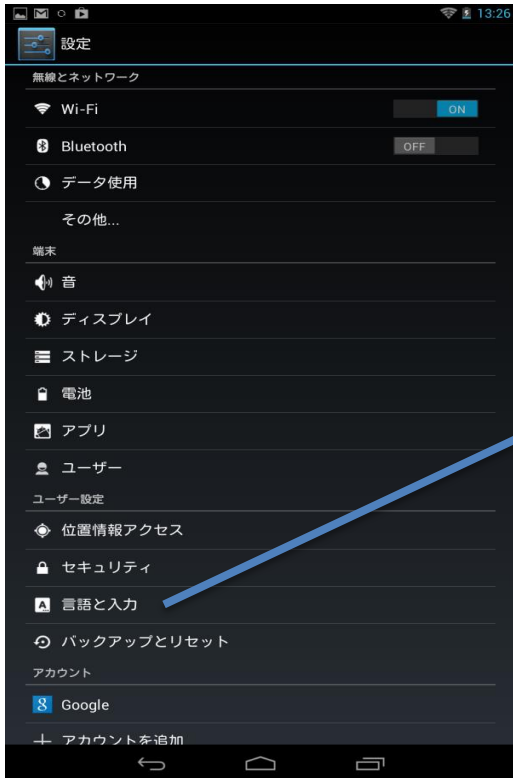 13:26
設定
無線とネットワーク
Wi-Fi ON
Bluetooth OFF
データ使用
その他...
端末
音
ディスプレイ
ストレージ
電池
アプリ
ユーザー
ユーザー設定
位置情報アクセス
セキュリティ
言語と入力
バックアップとリセット
アカウント
Google
アカウントを追加